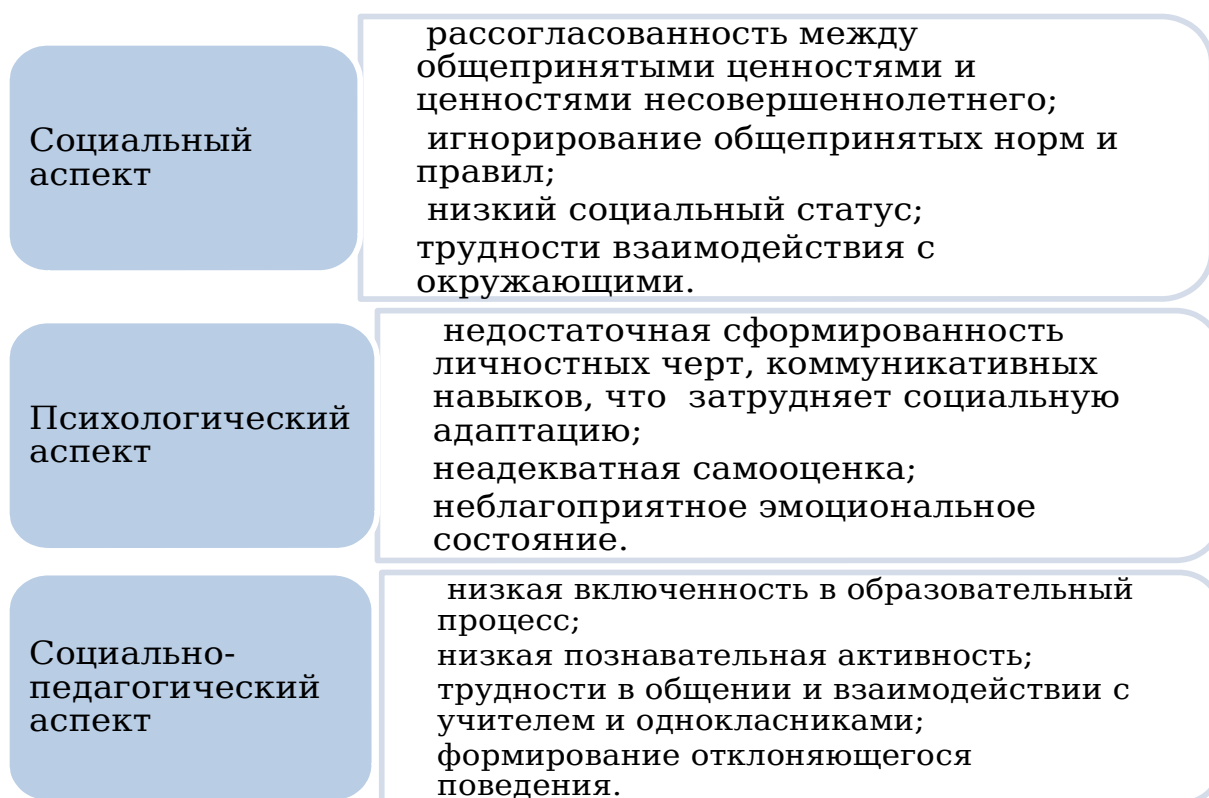 Социальный
аспект
рассогласованность между
общепринятыми ценностями и
ценностями несовершеннолетнего;
игнорирование общепринятых норм и
правил;
низкий социальный статус;
трудности взаимодействия с
окружающими.
Психологический
аспект
недостаточная сформированность
личностных черт, коммуникативных
навыков, что  затрудняет социальную
адаптацию;
неадекватная самооценка;
неблагоприятное эмоциональное
состояние.
Социально-
педагогический
аспект
низкая включенность в образовательный
процесс;
низкая познавательная активность;
трудности в общении и взаимодействии с
учителем и однокласниками;
формирование отклоняющегося
поведения.